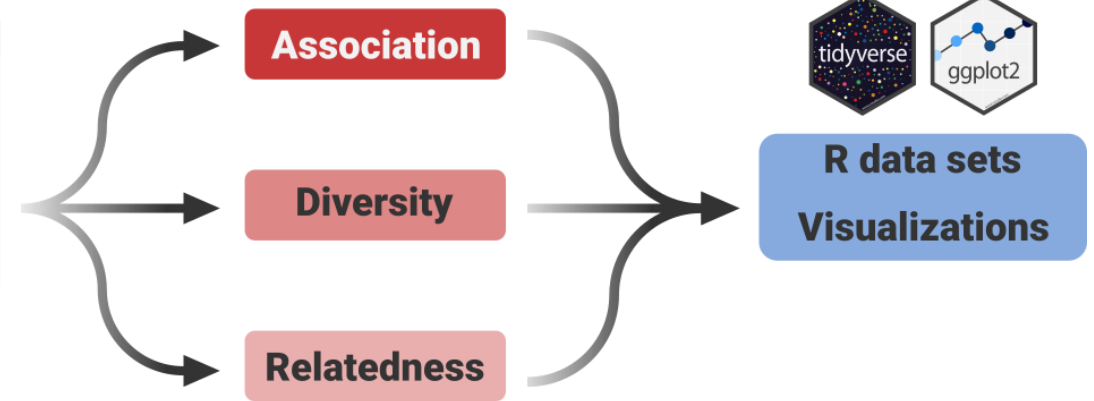 Association
tidyverse
ggplot2
R data sets
Diversity
Visualizations
Relatedness